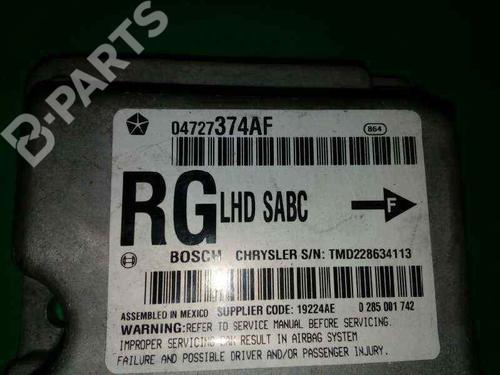 B-PARTS
04727374AF
864
RG LHD SABC
F
BOSCH CHRYSLER S/N: TMD228634113
ASSEMBLED IN MEXICO SUPPLIER CODE: 19224AE 0 285 001 742
WARNING:REFER TO SERVICE MANUAL BEFORE SERVICING.
IMPROPER SERVICING CAN RESULT IN AIRBAG SYSTEM
FAILURE AND POSSIBLE DRIVER AND/OR PASSENGER INJURY.